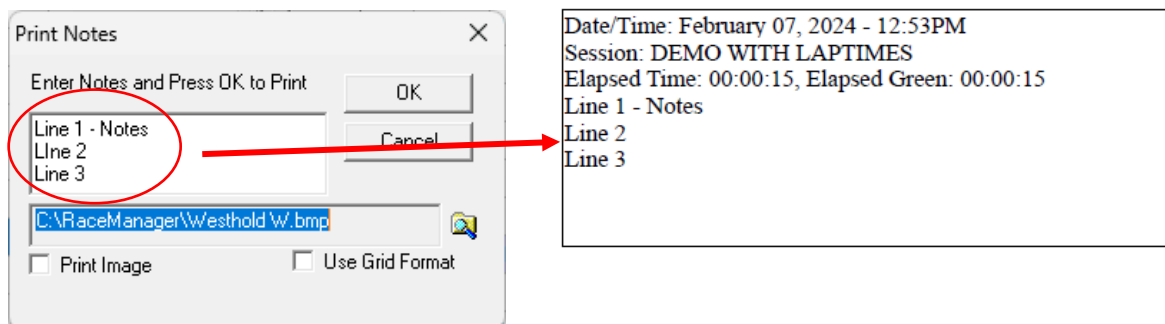 Print Notes
Enter Notes and Press OK to Print
OK
Cancel
Line 1 - Notes
LIne 2
Line 3
C:\RaceManager\Westhold W.bmp
Print Image
Use Grid Format
Date/Time: February 07, 2024 - 12:53PM
Session: DEMO WITH LAPTIMES
Elapsed Time: 00:00:15, Elapsed Green: 00:00:15
Line 1 - Notes
Line 2
Line 3